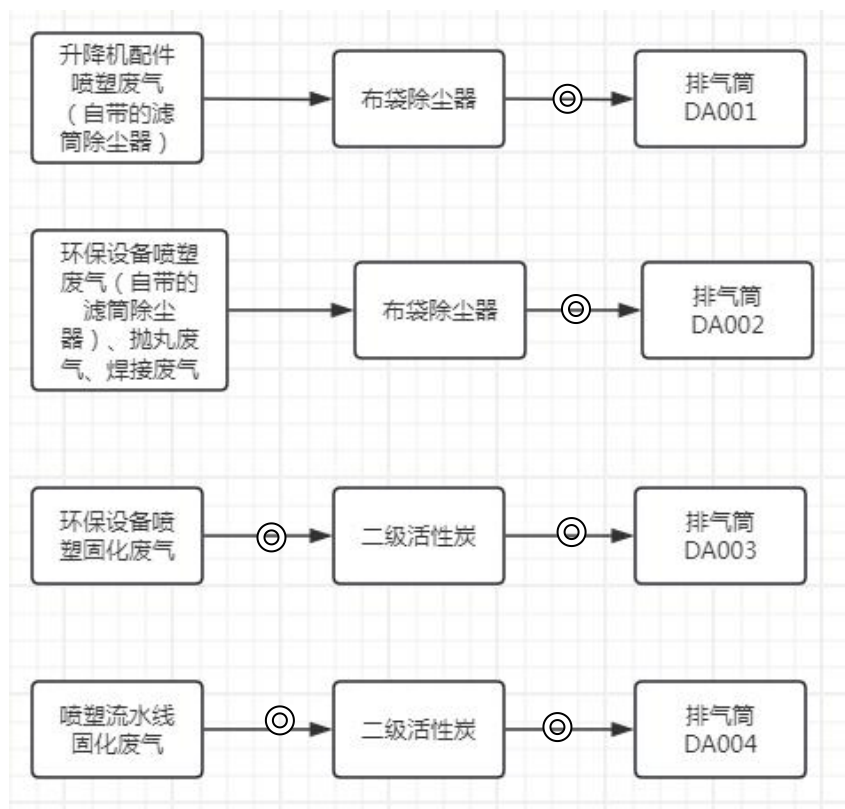 升降机配件
喷塑废气
（自带的滤
筒除尘器）
布袋除尘器
排气筒
DA001
环保设备喷塑
废气（自带的
滤筒除尘
器）、抛丸废
气、焊接废气
布袋除尘器
排气筒
DA002
环保设备喷
塑固化废气
二级活性炭
排气筒
DA003
喷塑流水线
固化废气
二级活性炭
排气筒
DA004